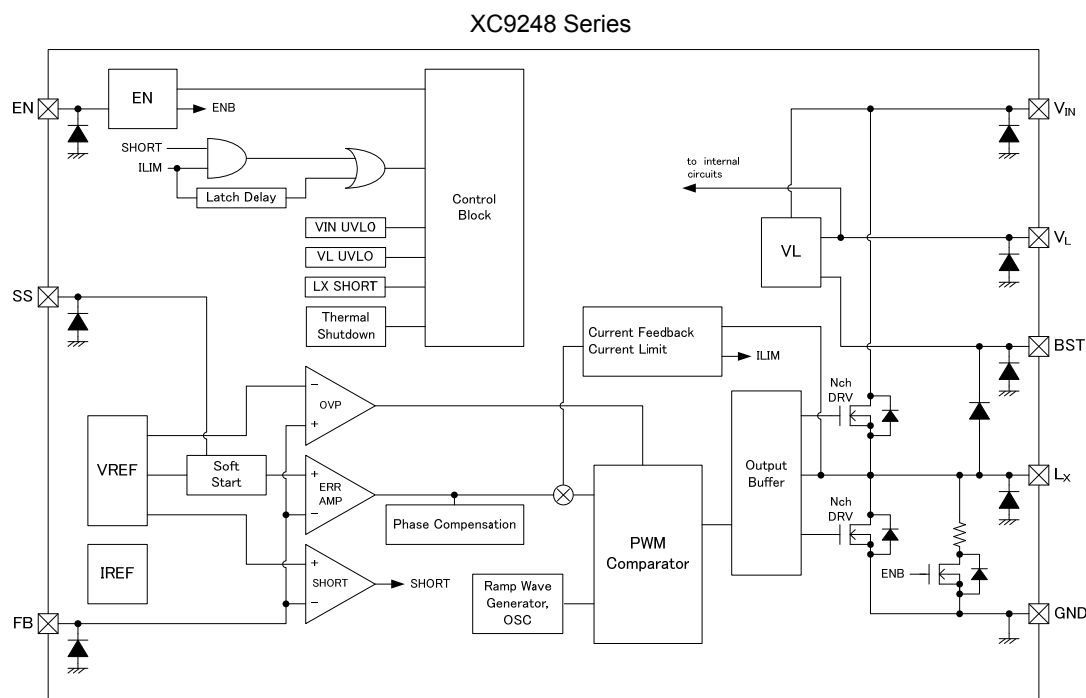 XC9248 Series
EN
EN
ENB
SHORT
ILIM
Latch Delay
Control
Block
VIN UVLO
VL UVLO
LX SHORT
Thermal
Shutdown
to internal
circuits
VIN
VL
VL
SS
BST
Current Feedback
Current Limit
ILIM
Nch
DRV
OVP
VREF
Soft
Start
ERR
AMP
Phase Compensation
Output
Buffer
LX
Nch
DRV
PWM
Comparator
IREF
SHORT
SHORT
Ramp Wave
Generator,
OSC
ENB
FB
GND
− 
+
+
−
+
−